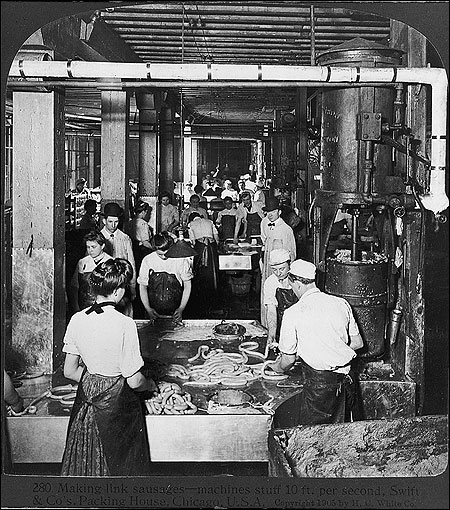 280 Making link sausages—machines stuff 10 ft. per second, Swift
& Co's. Packing House, Chicago, U.S.A. Copyright 1905 by H. C. White Co.